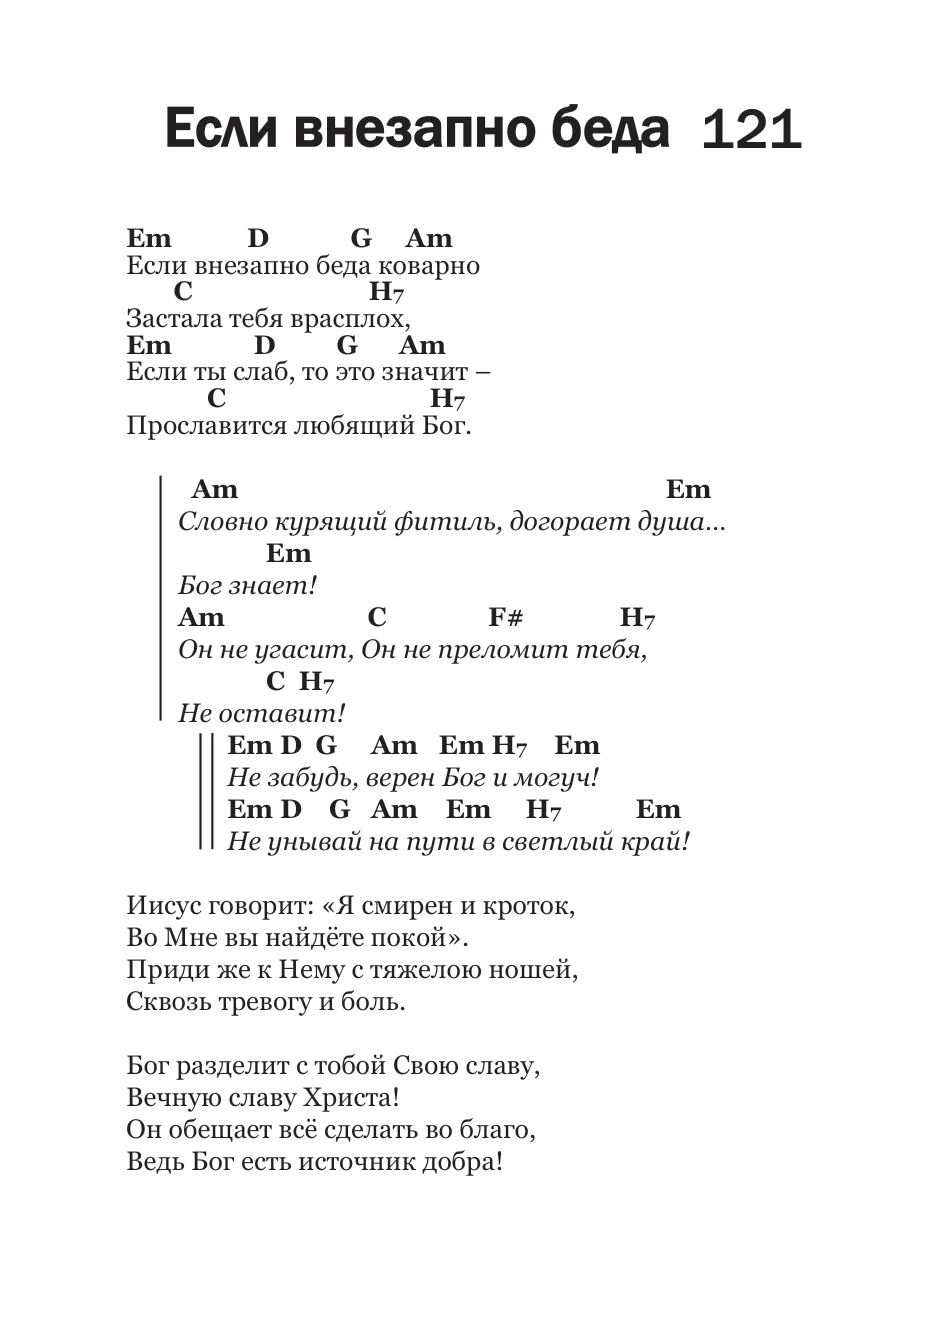 Если внезапно беда 121
Em D G Am
Если внезапно беда коварно
C H7
Застала тебя врасплох,
Em D G Am
Если ты слаб, то это значит –
C H7
Прославится любящий Бог.
Am Em
Словно курящий фитиль, догорает душа...
Em
Бог знает!
Am C F# H7
Он не угасит, Он не преломит тебя,
C H7
Не оставит!
Em D G Am Em H7 Em
Не забудь, верен Бог и могуч!
Em D G Am Em H7 Em
Не унывай на пути в светлый край!
Иисус говорит: «Я смирен и кроток,
Во Мне вы найдёте покой».
Приди же к Нему с тяжелою ношей,
Сквозь тревогу и боль.
Бог разделит с тобой Свою славу,
Вечную славу Христа!
Он обещает всё сделать во благо,
Ведь Бог есть источник добра!